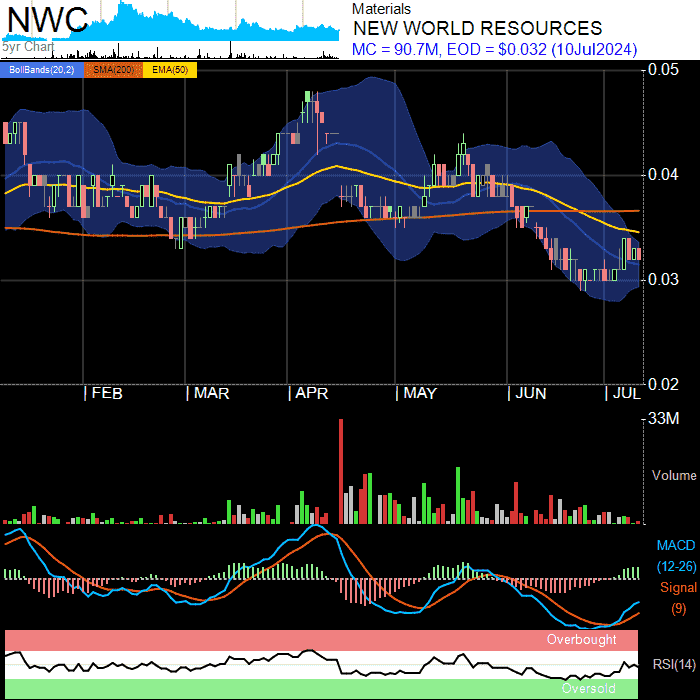 NWC
5yr Chart
Materials
NEW WORLD RESOURCES
MC = 90.7M, EOD = $0.032 (10Jul2024)
BollBands(20,2) SMA(200) EMA(50)
0.05
0.04
0.03
0.02
FEB MAR APR MAY JUN JUL
33M
Volume
MACD
(12-26)
Signal
(9)
Overbought
RSI(14)
Oversold